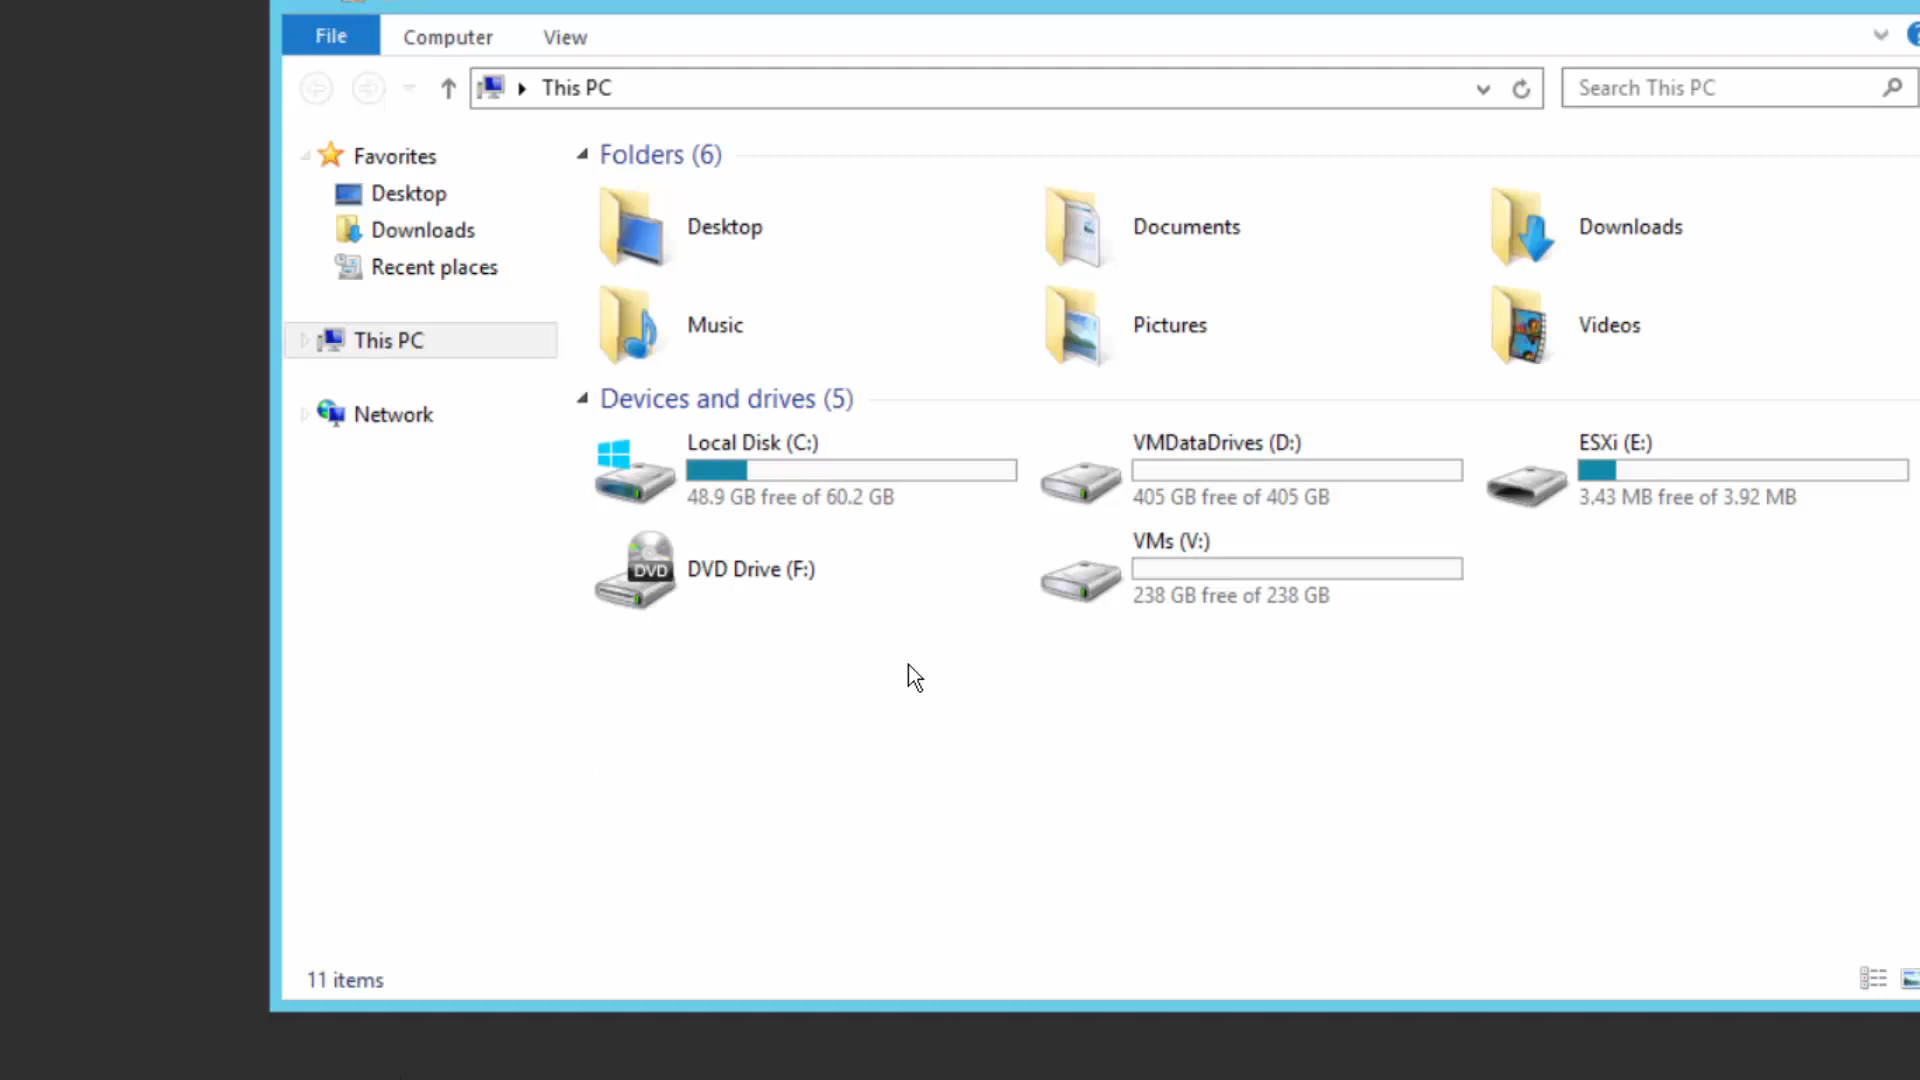 File Computer View
This PC
Search This PC
Favorites
Desktop
Downloads
Recent places
This PC
Network
Folders (6)
Desktop
Documents
Downloads
Music
Pictures
Videos
Devices and drives (5)
Local Disk (C:)
48.9 GB free of 60.2 GB
VMDataDrives (D:)
405 GB free of 405 GB
ESXi (E:)
3.43 MB free of 3.92 MB
DVD
DVD Drive (F:)
VMs (V:)
238 GB free of 238 GB
11 items